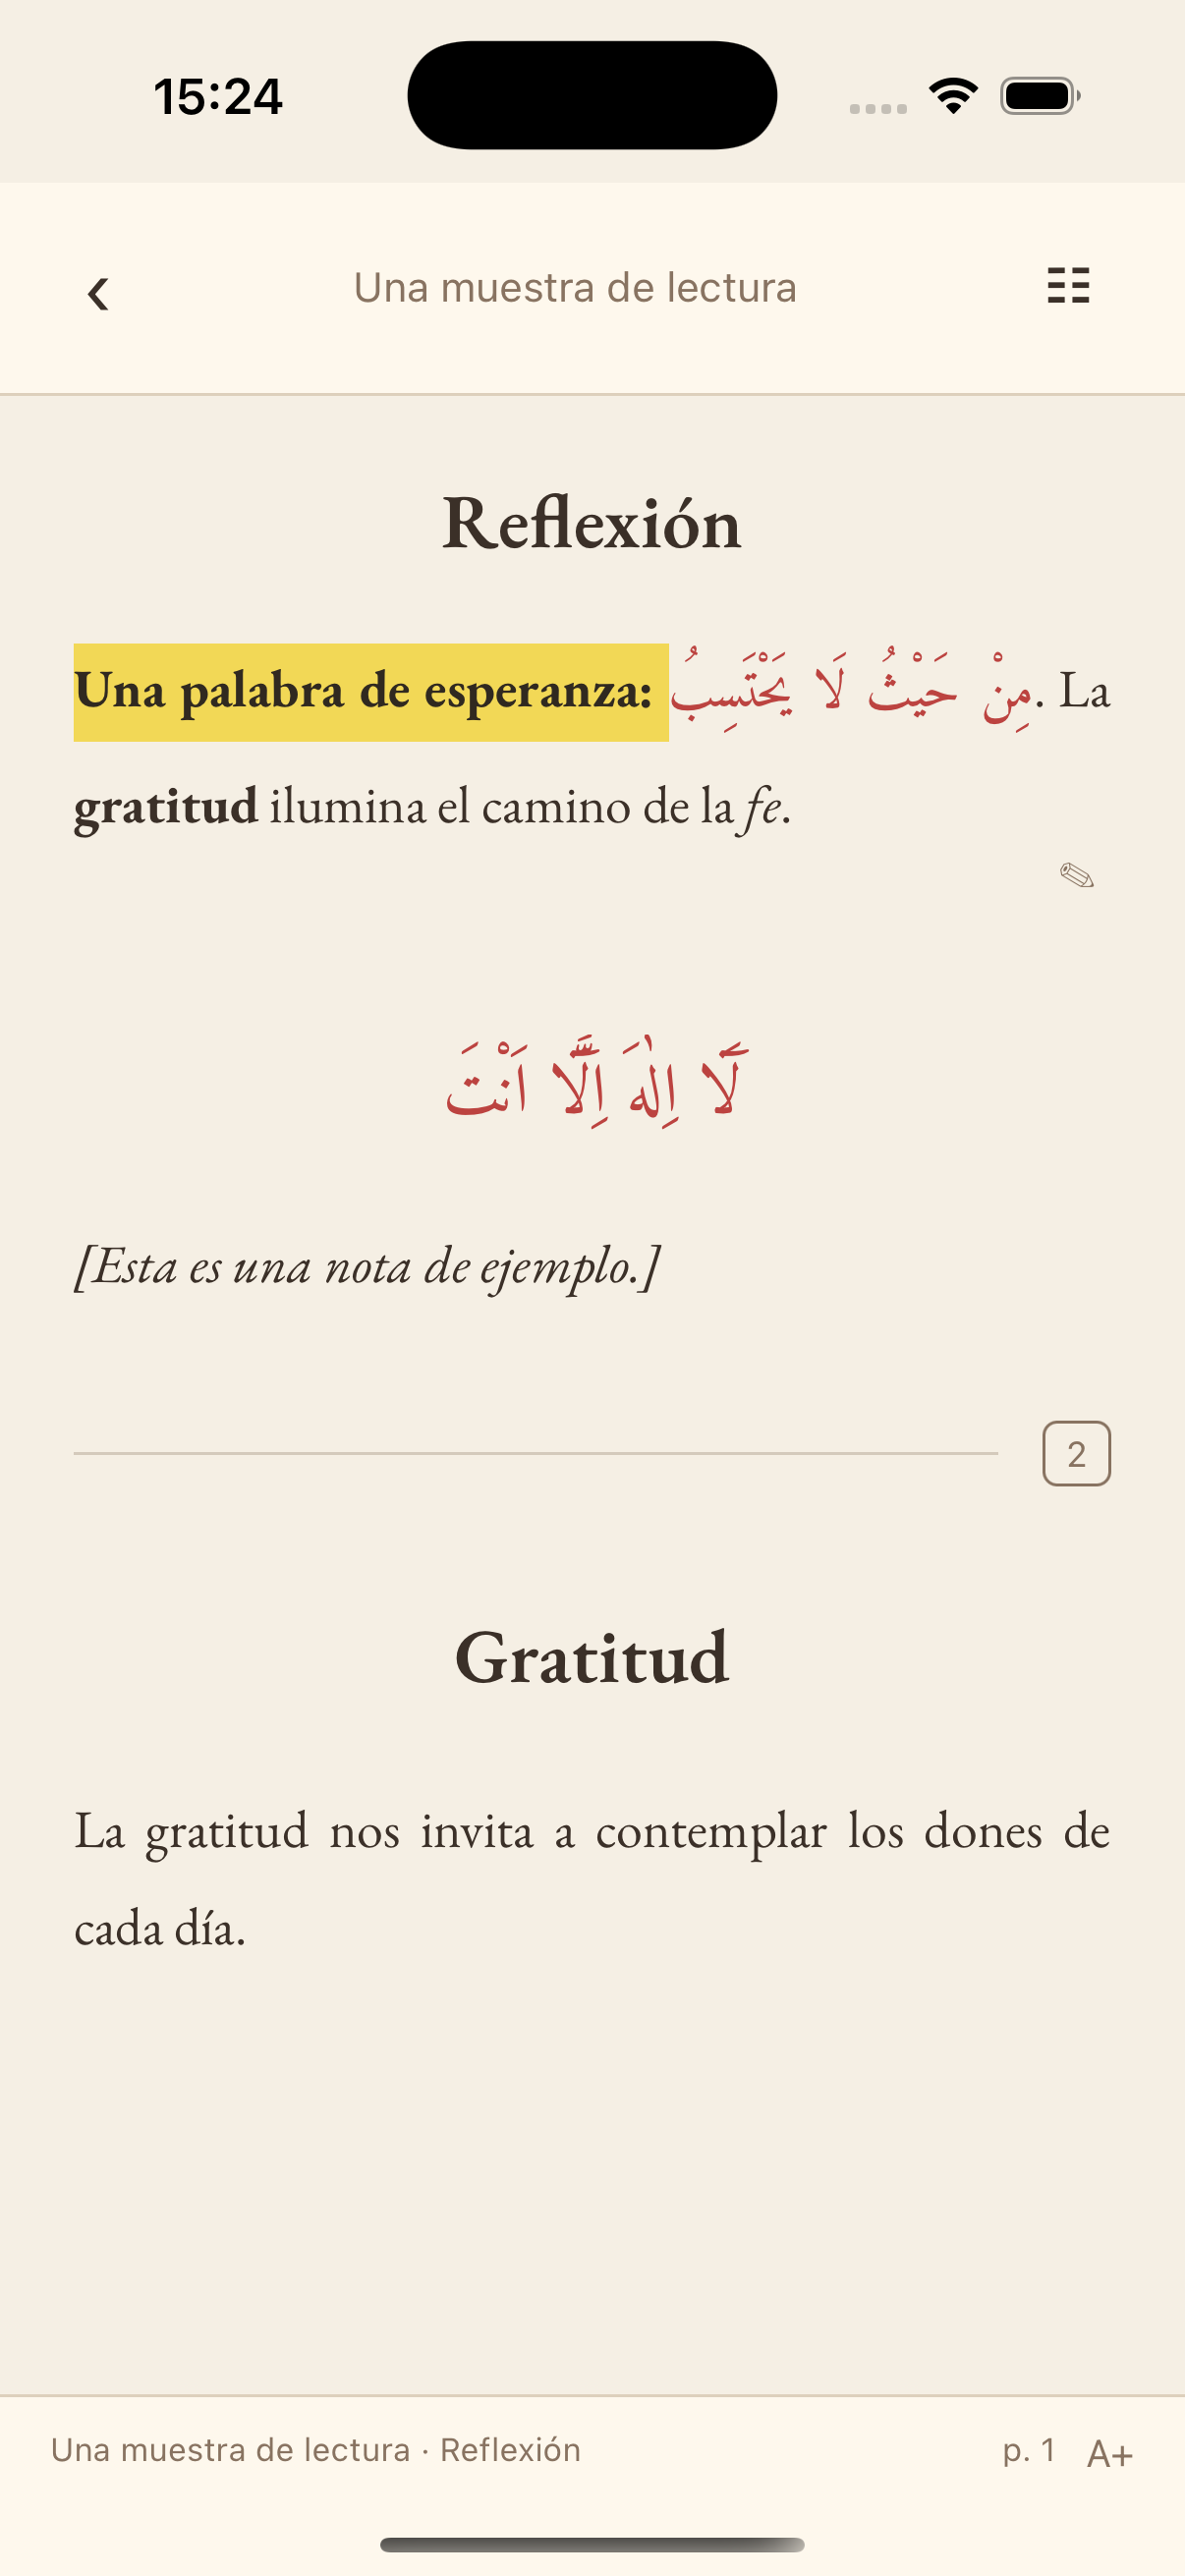 15:24
Una muestra de lectura
Reflexión
Una palabra de esperanza: مِنْ حَيْثُ لَا يَحْتَسِبُ. La
gratitud ilumina el camino de la fe.
لَٓا اِلٰهَ اِلَّٓا اَنْتَ
[Esta es una nota de ejemplo.]
2
Gratitud
La gratitud nos invita a contemplar los dones de
cada día.
Una muestra de lectura · Reflexión p. 1 A+